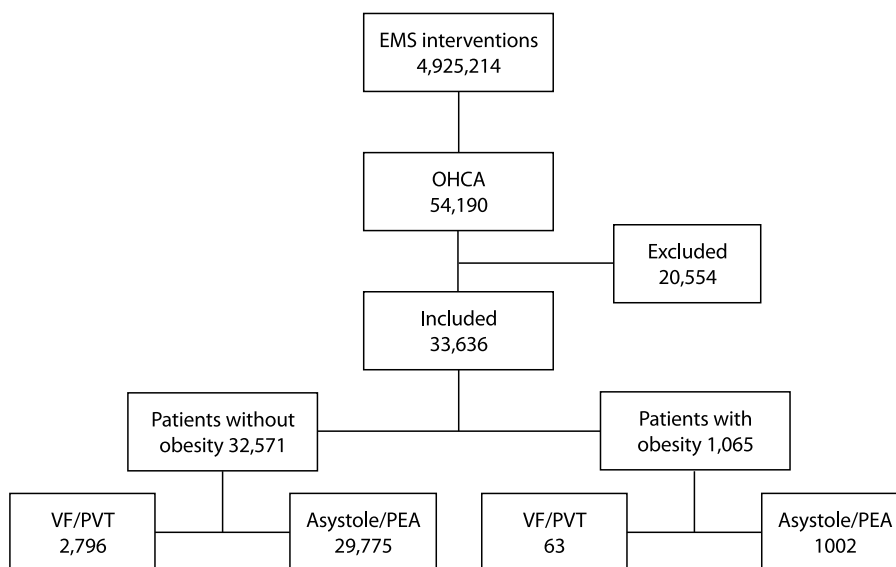 EMS interventions
4,925,214
OHCA
54,190
Excluded
20,554
Included
33,636
Patients without
obesity 32,571
Patients with
obesity 1,065
VF/PVT
2,796
Asystole/PEA
29,775
VF/PVT
63
Asystole/PEA
1002